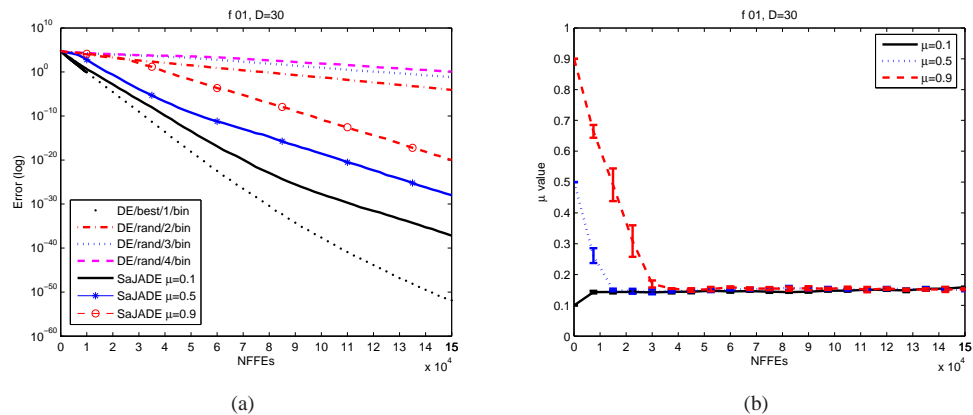 f 01, D=30
10^10
10^0
10^-10
10^-20
10^-30
10^-40
10^-50
10^-60
Error (log)
DE/best/1/bin
DE/rand/2/bin
DE/rand/3/bin
DE/rand/4/bin
SaJADE μ=0.1
SaJADE μ=0.5
SaJADE μ=0.9
0 1 2 3 4 5 6 7 8 9 10 11 12 13 14 15
NFFEs
x 10^4
(a)
f 01, D=30
1
0.9
0.8
0.7
0.6
0.5
0.4
0.3
0.2
0.1
0
μ value
μ=0.1
μ=0.5
μ=0.9
0 1 2 3 4 5 6 7 8 9 10 11 12 13 14 15
NFFEs
x 10^4
(b)